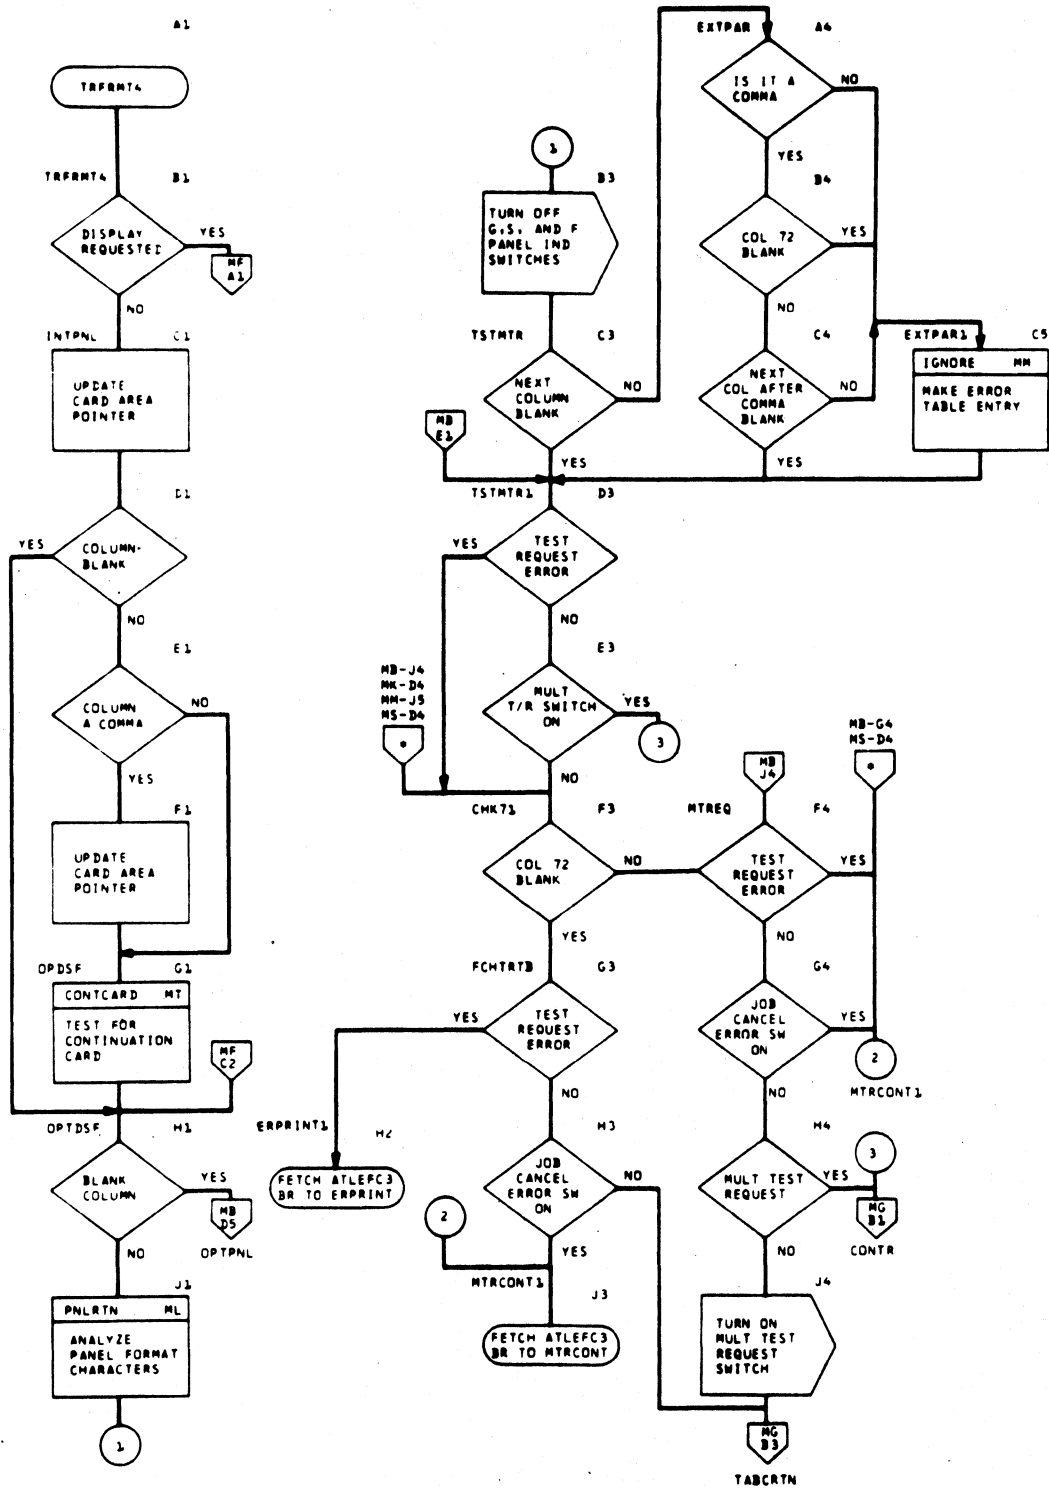 A1
TRFRMT4
TRFRMT4
B1
DISPLAY
REQUESTED
YES
MF
A1
NO
INTPNL
C1
UPDATE
CARD AREA
POINTER
D1
YES
COLUMN-
BLANK
NO
E1
COLUMN
A COMMA
NO
YES
F1
UPDATE
CARD AREA
POINTER
OPDSF
G1
CONTCARD MT
TEST FOR
CONTINUATION
CARD
MF
C2
OPTDSF
H1
BLANK
COLUMN
YES
MB
D5
OPTPNL
NO
J1
PNLRTN ML
ANALYZE
PANEL FORMAT
CHARACTERS
1
1
B3
TURN OFF
G.S. AND F
PANEL IND
SWITCHES
TSTMTR
C3
NEXT
COLUMN
BLANK
NO
MB
E1
YES
TSTMTR1
D3
YES
TEST
REQUEST
ERROR
NO
E3
MB-J4
MK-D4
MM-J5
MS-D4
*
MULT
T/R SWITCH
ON
YES
3
NO
CHK71
F3
COL 72
BLANK
NO
YES
FCHTRTB
G3
YES
TEST
REQUEST
ERROR
NO
ERPRINT1
H2
FETCH ATLEFC3
BR TO ERPRINT
H3
JOB
CANCEL
ERROR SW
ON
NO
2
YES
MTRCONT1
J3
FETCH ATLEFC3
BR TO MTRCONT
EXTPAR
A4
IS IT A
COMMA
NO
YES
B4
COL 72
BLANK
YES
NO
C4
NEXT
COL AFTER
COMMA
BLANK
NO
YES
EXTPAR1
C5
IGNORE MM
MAKE ERROR
TABLE ENTRY
MB
J4
MB-G4
MS-D4
*
MTREQ
F4
TEST
REQUEST
ERROR
YES
NO
G4
JOB
CANCEL
ERROR SW
ON
YES
2
MTRCONT1
NO
H4
3
MULT TEST
REQUEST
YES
MG
B1
CONTR
NO
J4
TURN ON
MULT TEST
REQUEST
SWITCH
MG
B3
TABCRTN